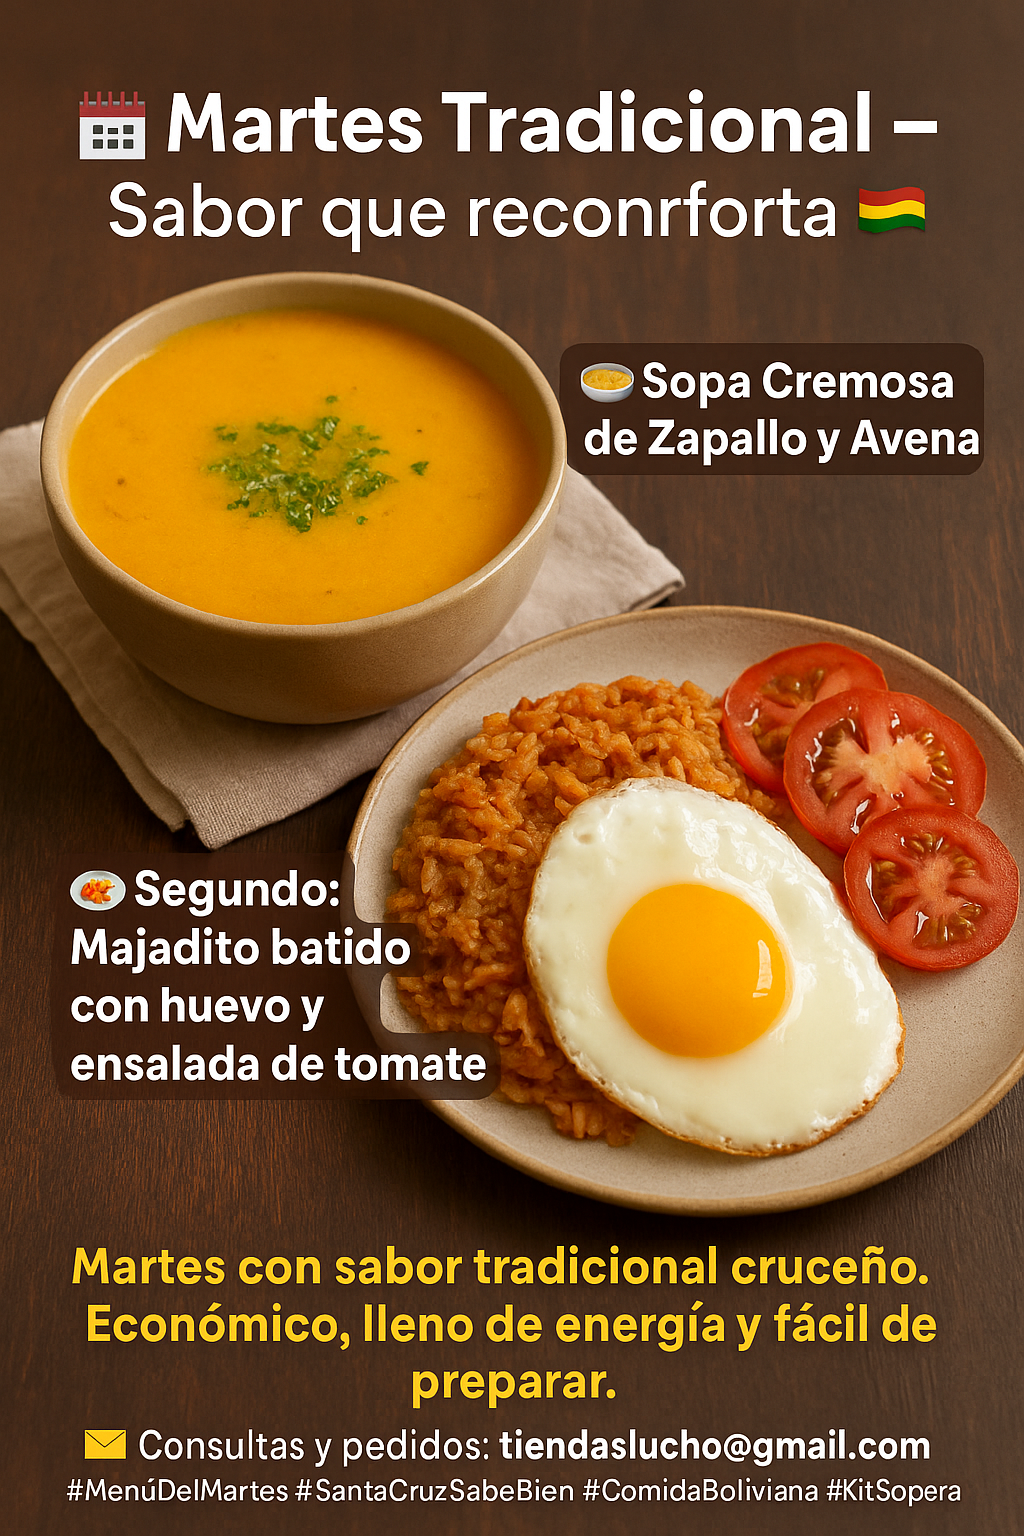 Martes Tradicional –
Sabor que reconrforta
Sopa Cremosa
de Zapallo y Avena
Segundo:
Majadito batido
con huevo y
ensalada de tomate
Martes con sabor tradicional cruceño.
Económico, lleno de energía y fácil de
preparar.
Consultas y pedidos: tiendaslucho@gmail.com
#MenúDelMartes #SantaCruzSabeBien #ComidaBoliviana #KitSopera